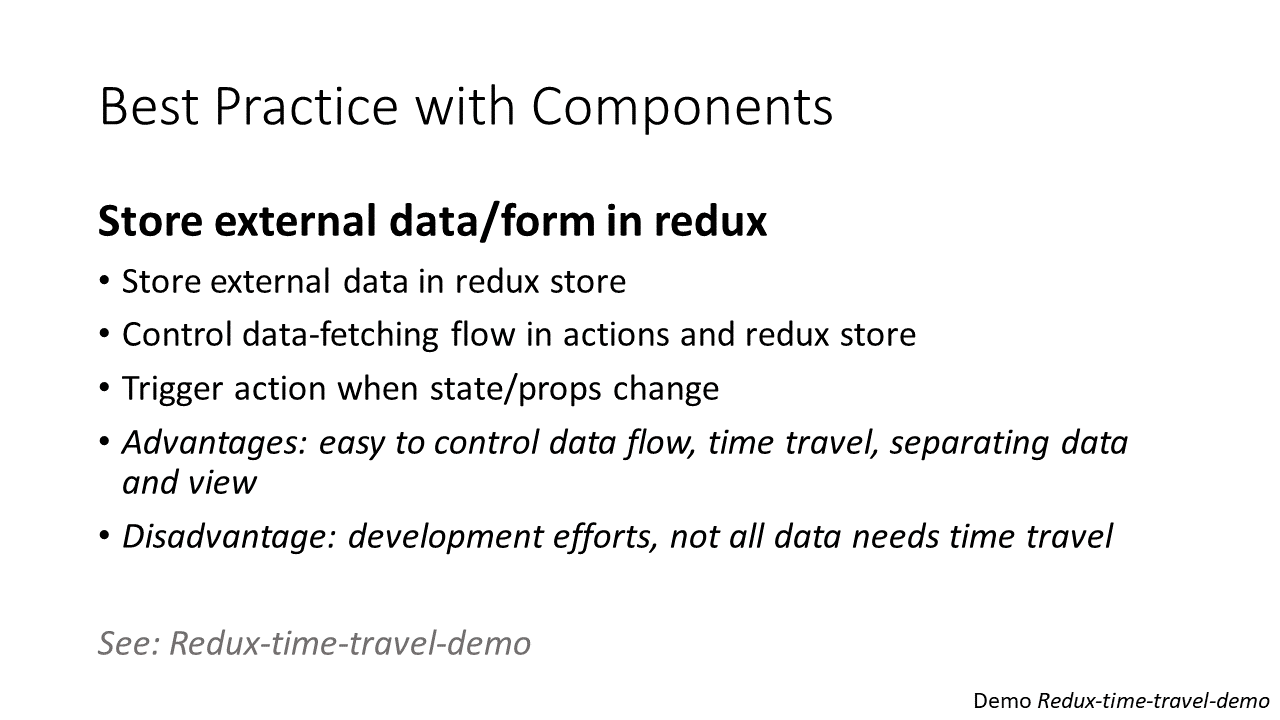 Best Practice with Components
Store external data/form in redux
• Store external data in redux store
• Control data-fetching flow in actions and redux store
• Trigger action when state/props change
• Advantages: easy to control data flow, time travel, separating data
and view
• Disadvantage: development efforts, not all data needs time travel
See: Redux-time-travel-demo
Demo Redux-time-travel-demo